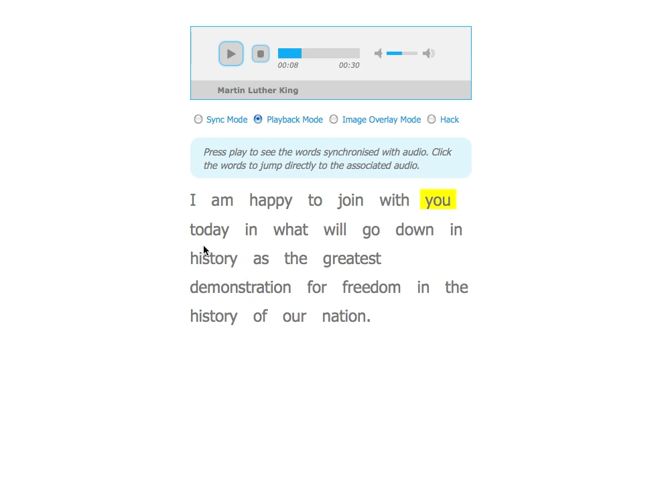 00:08 00:30
Martin Luther King
Sync Mode Playback Mode Image Overlay Mode Hack
Press play to see the words synchronised with audio. Click
the words to jump directly to the associated audio.
I am happy to join with you
today in what will go down in
history as the greatest
demonstration for freedom in the
history of our nation.